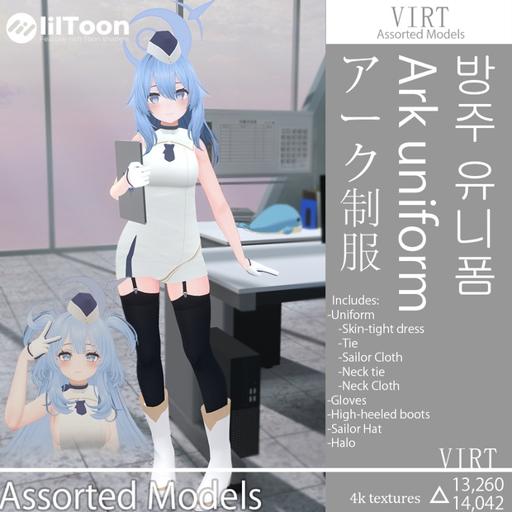 lilToon
VIRT
Assorted Models
방주 유니폼
Ark uniform
アーク制服
Includes:
-Uniform
-Skin-tight dress
-Tie
-Sailor Cloth
-Neck tie
-Neck Cloth
-Gloves
-High-heeled boots
-Sailor Hat
-Halo
VIRT
Assorted Models
4k textures △ 13,260
14,042